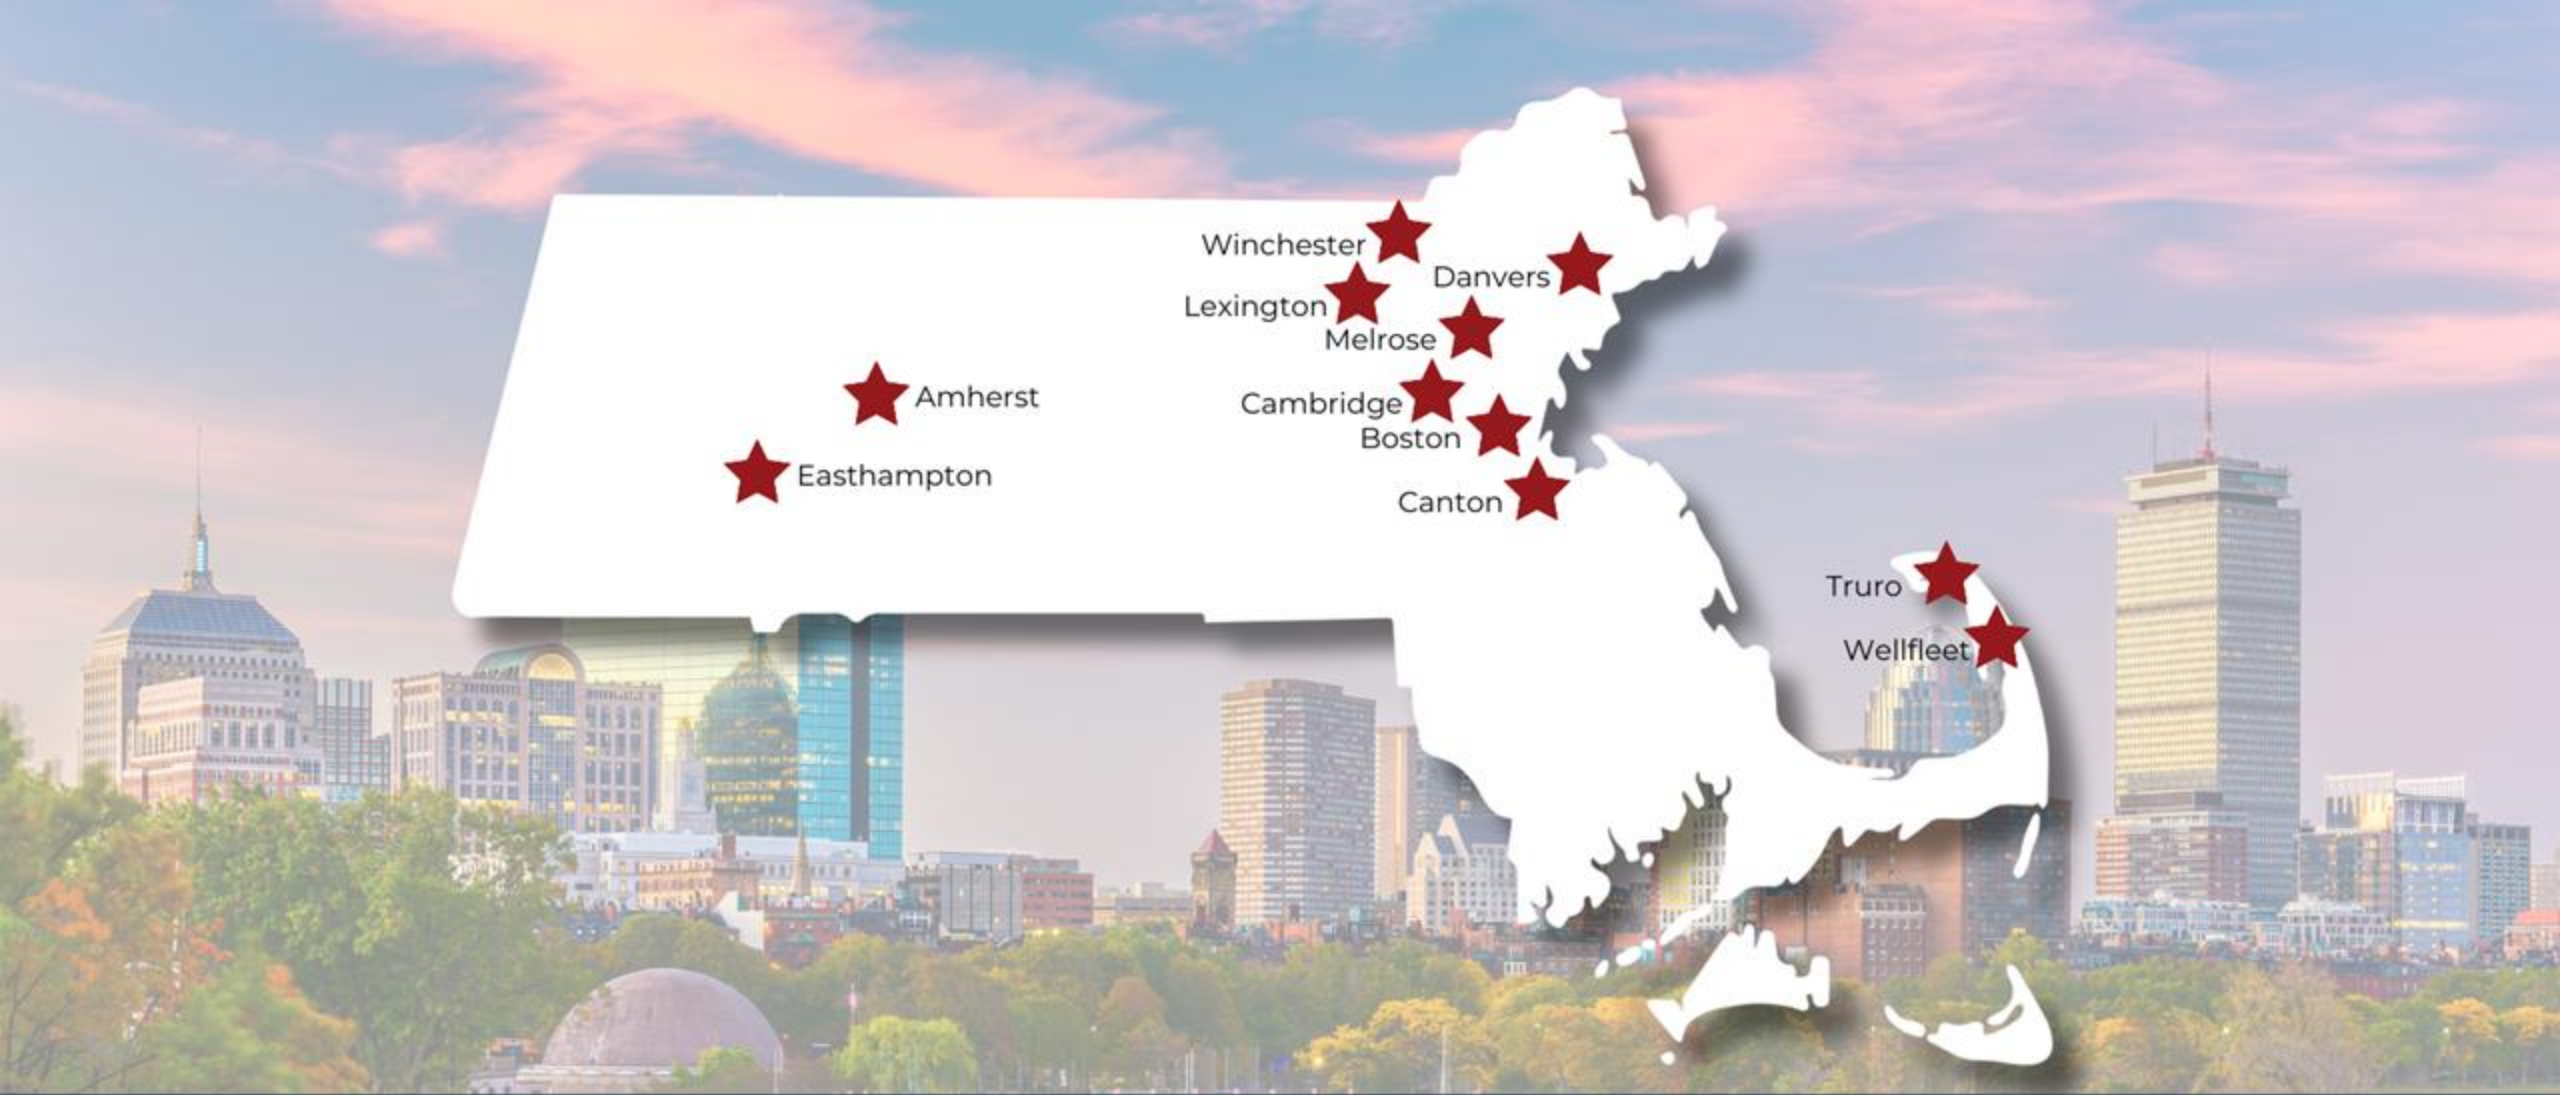 Winchester
Danvers
Lexington
Melrose
Amherst
Cambridge
Boston
Easthampton
Canton
Truro
Wellfleet